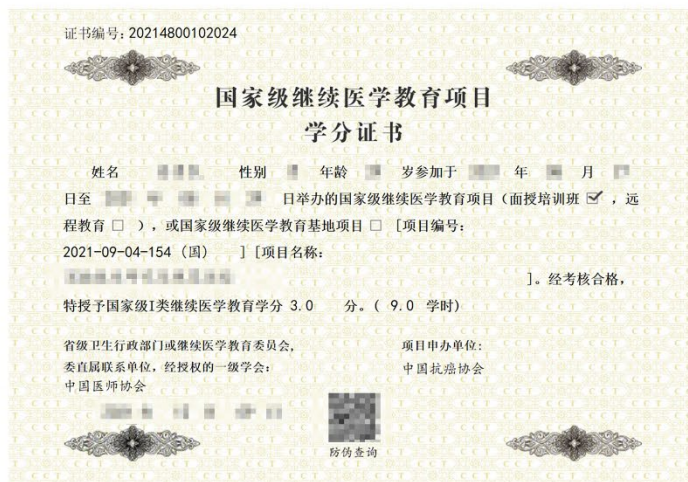 证书编号: 20214800102024
国家级继续医学教育项目
学分证书
姓名 性别 年龄 岁参加于 年 月
日至 日举办的国家级继续医学教育项目（面授培训班 ☑ ，远
程教育 □ ），或国家级继续医学教育基地项目 □ [项目编号：
2021-09-04-154（国） ] [项目名称：
]。经考核合格，
特授予国家级I类继续医学教育学分 3.0 分。( 9.0 学时)
省级卫生行政部门或继续医学教育委员会， 项目申办单位：
委直属联系单位，经授权的一级学会： 中国抗癌协会
中国医师协会
防伪查询